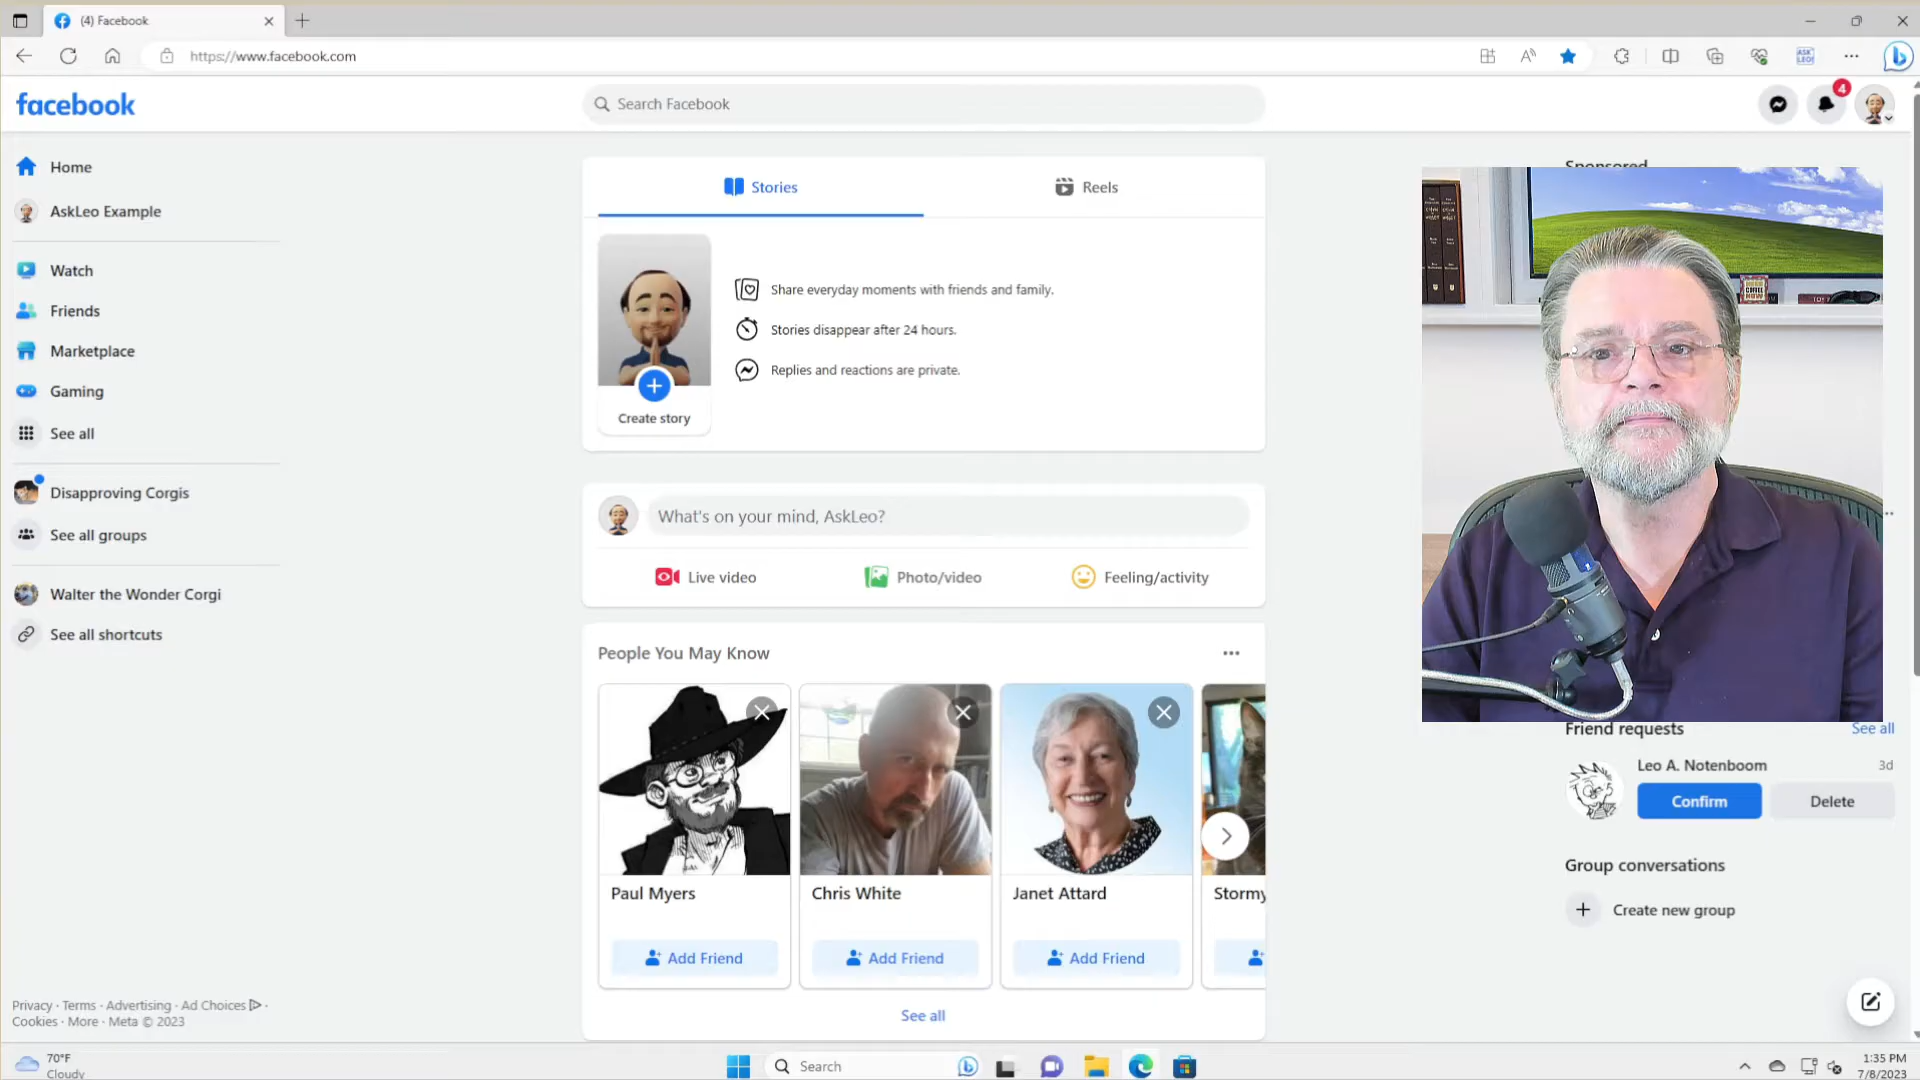 (4) Facebook
https://www.facebook.com
ASK LEO!
facebook
Search Facebook
4
Home
AskLeo Example
Watch
Friends
Marketplace
Gaming
See all
Disapproving Corgis
See all groups
Walter the Wonder Corgi
See all shortcuts
Privacy · Terms · Advertising · Ad Choices ·
Cookies · More · Meta © 2023
Stories
Reels
Create story
Share everyday moments with friends and family.
Stories disappear after 24 hours.
Replies and reactions are private.
What's on your mind, AskLeo?
Live video
Photo/video
Feeling/activity
People You May Know
Paul Myers
Chris White
Janet Attard
Stormy
Add Friend
Add Friend
Add Friend
See all
Sponsored
Friend requests
See all
Leo A. Notenboom
3d
Confirm
Delete
Group conversations
Create new group
70°F
Cloudy
Search
1:35 PM
7/8/2023